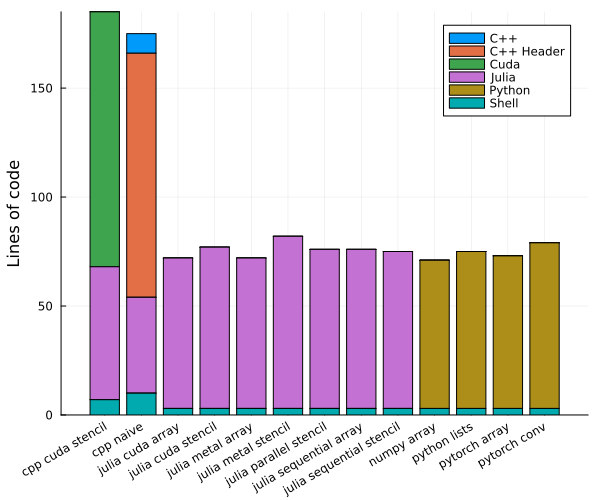 Lines of code
150
100
50
0
C++
C++ Header
Cuda
Julia
Python
Shell
cpp cuda stencil
cpp naive
julia cuda array
julia cuda stencil
julia metal array
julia metal stencil
julia parallel stencil
julia sequential array
julia sequential stencil
numpy array
python lists
pytorch array
pytorch conv